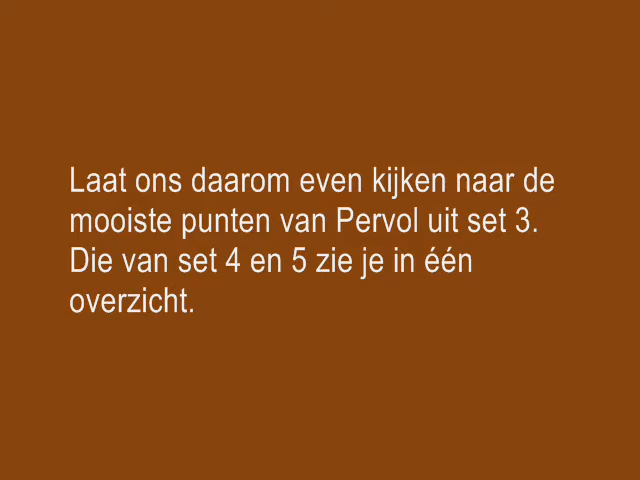 Laat ons daarom even kijken naar de
mooiste punten van Pervol uit set 3.
Die van set 4 en 5 zie je in één
overzicht.